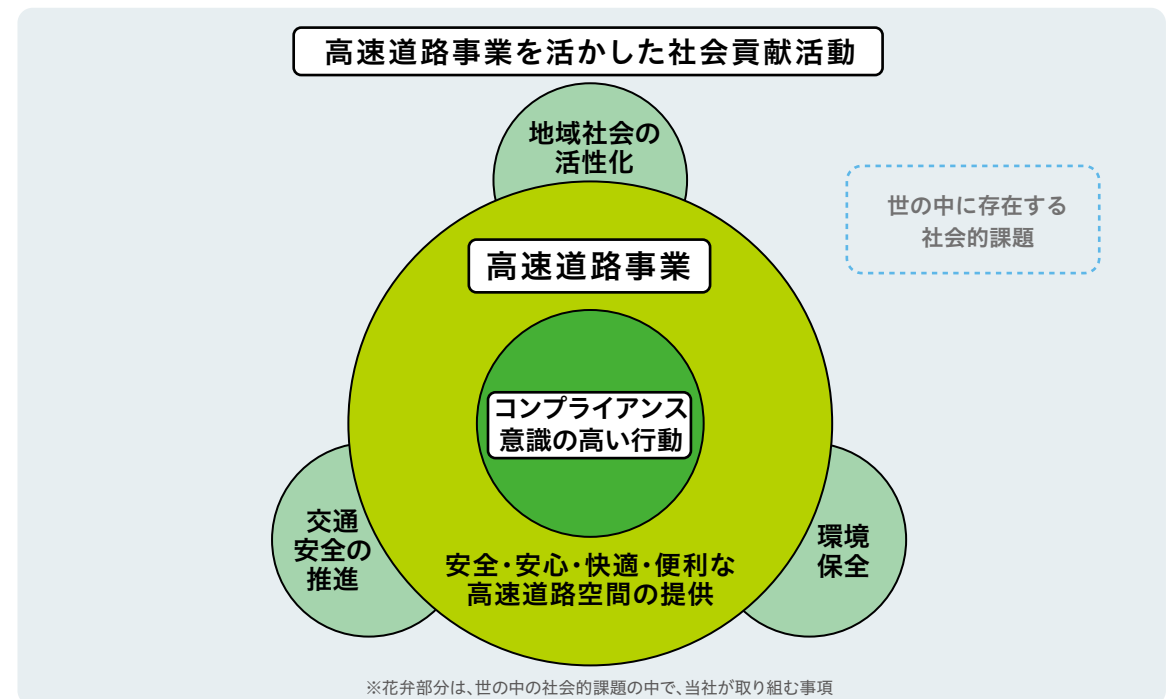 高速道路事業を活かした社会貢献活動
地域社会の
活性化
世の中に存在する
社会的課題
高速道路事業
コンプライアンス
意識の高い行動
交通
安全の
推進
安全・安心・快適・便利な
高速道路空間の提供
環境
保全
※花弁部分は、世の中の社会的課題の中で、当社が取り組む事項